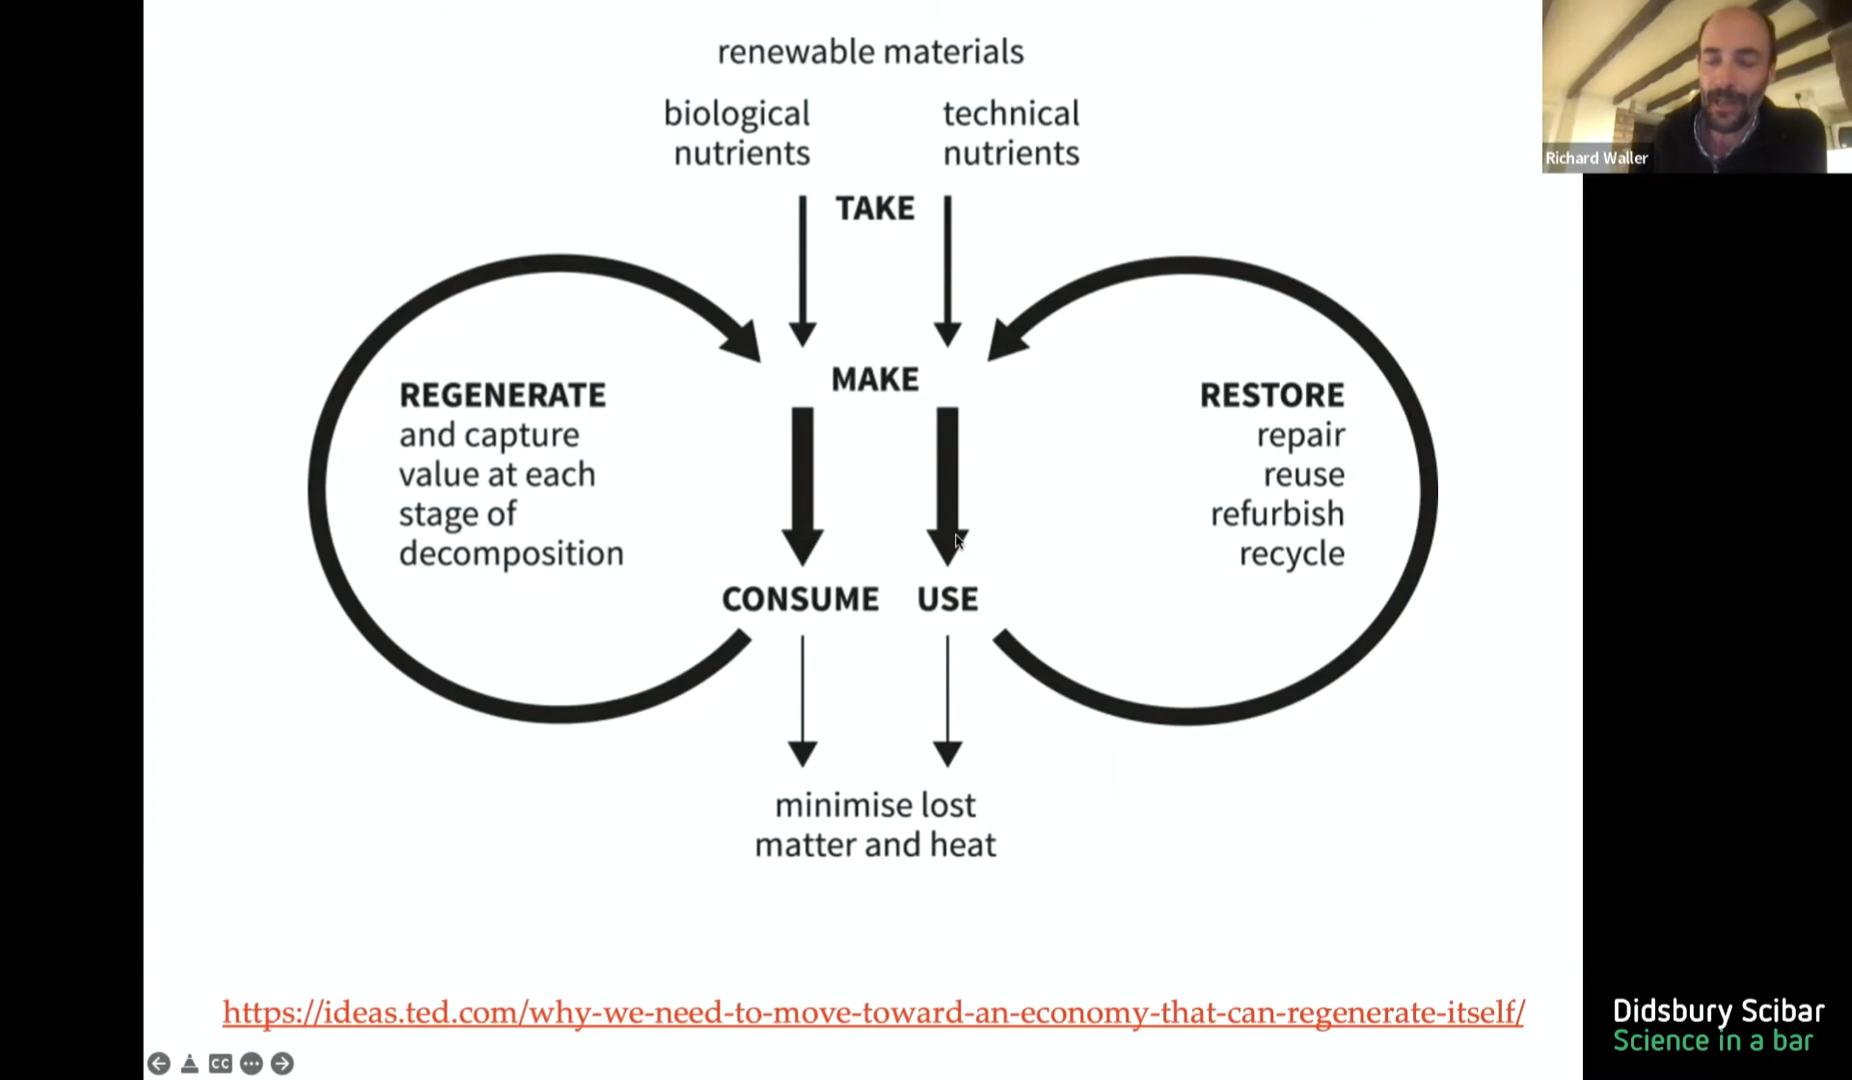 renewable materials
biological
nutrients
technical
nutrients
TAKE
MAKE
REGENERATE
and capture
value at each
stage of
decomposition
RESTORE
repair
reuse
refurbish
recycle
CONSUME
USE
minimise lost
matter and heat
https://ideas.ted.com/why-we-need-to-move-toward-an-economy-that-can-regenerate-itself/
CC
Richard Waller
Didsbury Scibar
Science in a bar